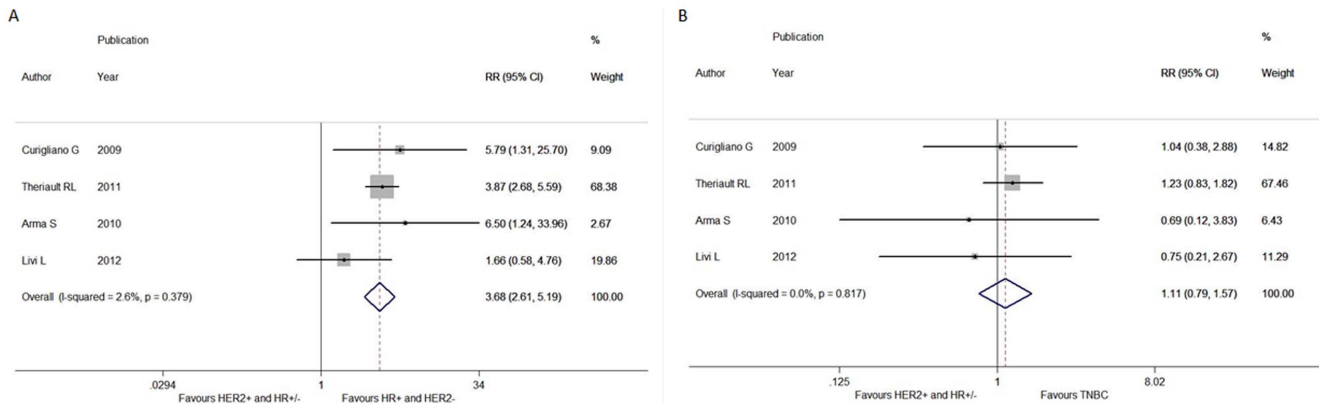 A
Publication %
Author Year RR (95% CI) Weight
Curigliano G 2009 5.79 (1.31, 25.70) 9.09
Theriault RL 2011 3.87 (2.68, 5.59) 68.38
Arma S 2010 6.50 (1.24, 33.96) 2.67
Livi L 2012 1.66 (0.58, 4.76) 19.86
Overall (I-squared = 2.6%, p = 0.379) 3.68 (2.61, 5.19) 100.00
.0294 1 34
Favours HER2+ and HR+/- Favours HR+ and HER2-
B
Publication %
Author Year RR (95% CI) Weight
Curigliano G 2009 1.04 (0.38, 2.88) 14.82
Theriault RL 2011 1.23 (0.83, 1.82) 67.46
Arma S 2010 0.69 (0.12, 3.83) 6.43
Livi L 2012 0.75 (0.21, 2.67) 11.29
Overall (I-squared = 0.0%, p = 0.817) 1.11 (0.79, 1.57) 100.00
.125 1 8.02
Favours HER2+ and HR+/- Favours TNBC